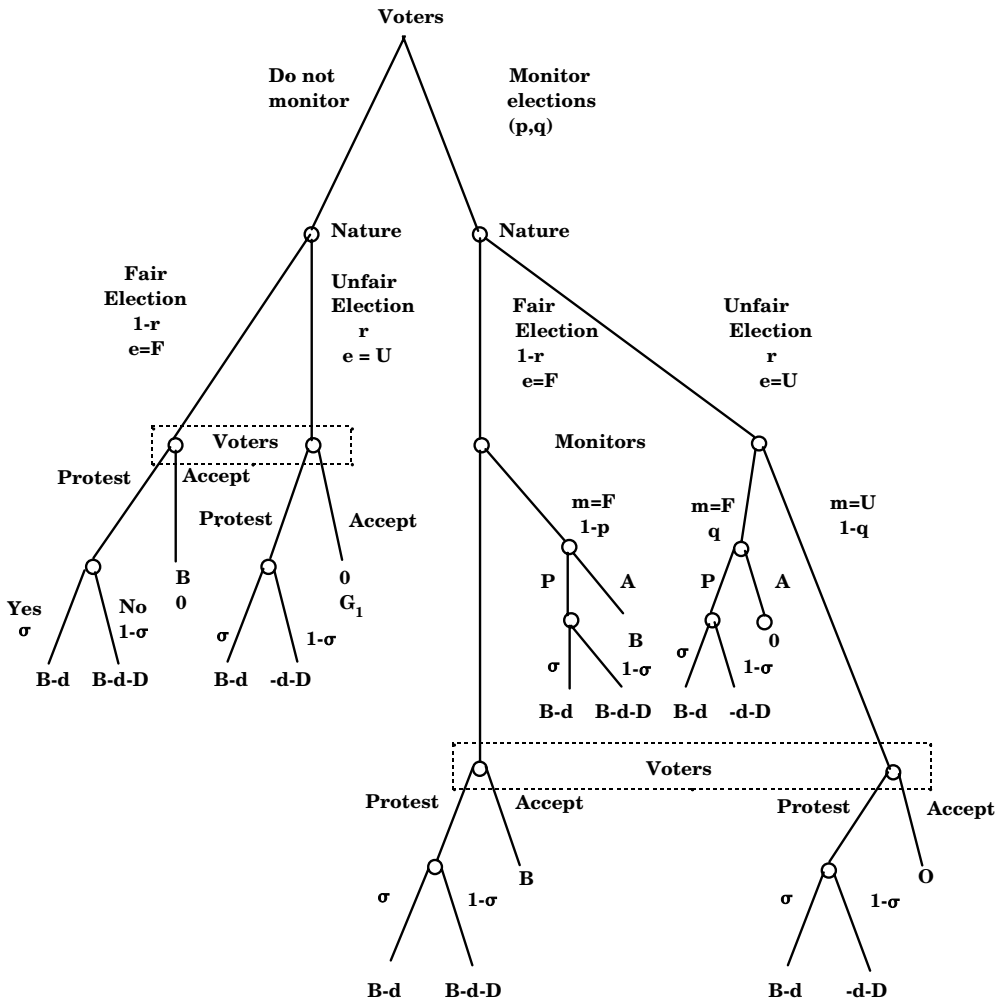 Voters
Do not
monitor
Monitor
elections
(p,q)
Nature
Nature
Fair
Election
1-r
e=F
Unfair
Election
r
e = U
Fair
Election
1-r
e=F
Unfair
Election
r
e=U
Voters
Monitors
Protest
Accept
Protest
Accept
m=F
1-p
m=F
q
m=U
1-q
P
A
P
A
Yes
σ
No
1-σ
B
0
σ
1-σ
0
G1
B-d
B-d-D
B-d
-d-D
σ
1-σ
B
σ
1-σ
0
B-d
B-d-D
B-d
-d-D
Voters
Protest
Accept
Protest
Accept
σ
1-σ
B
σ
1-σ
O
B-d
B-d-D
B-d
-d-D